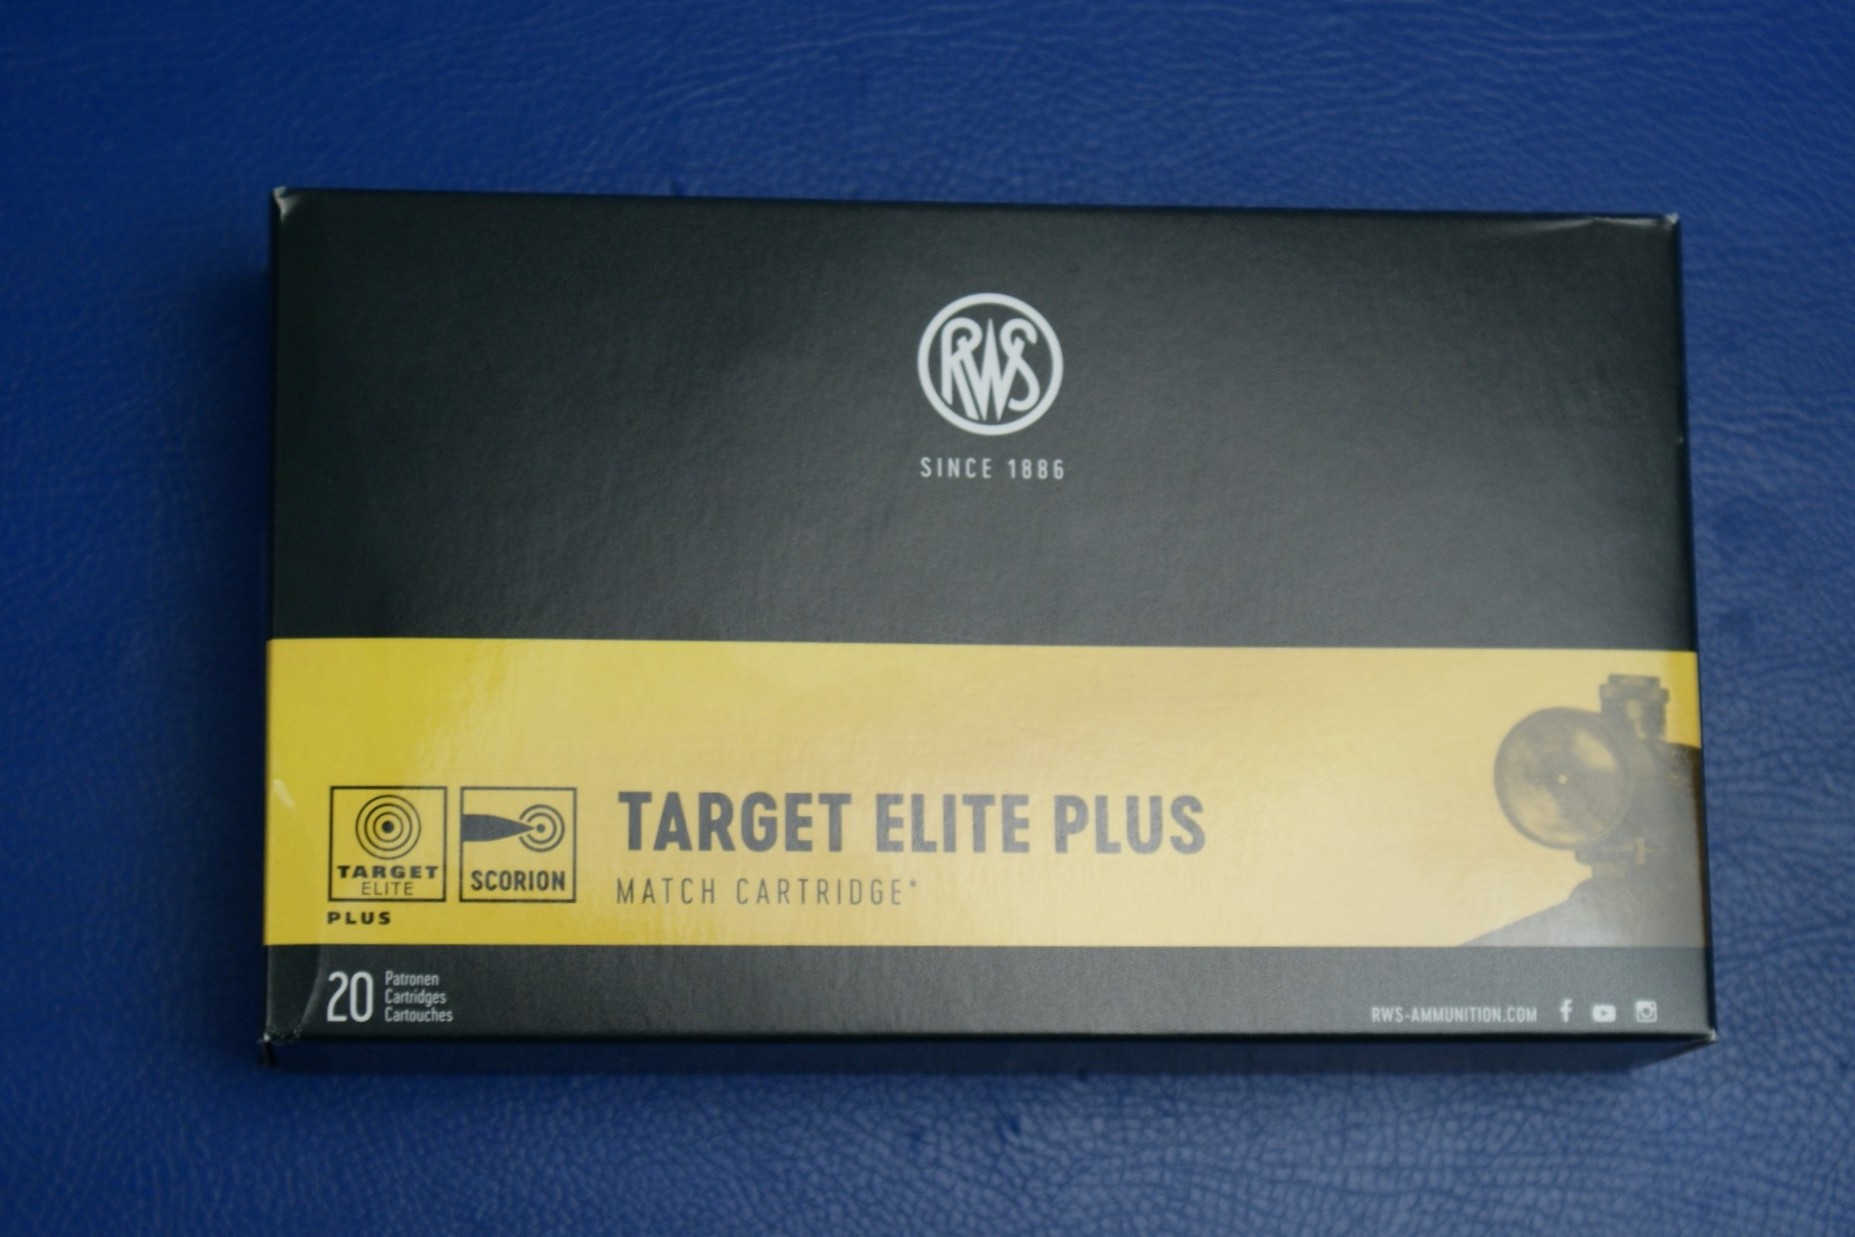 RWS
SINCE 1886
TARGET
ELITE
PLUS
SCORION
TARGET ELITE PLUS
MATCH CARTRIDGE*
20
Patronen
Cartridges
Cartouches
RWS-AMMUNITION.COM